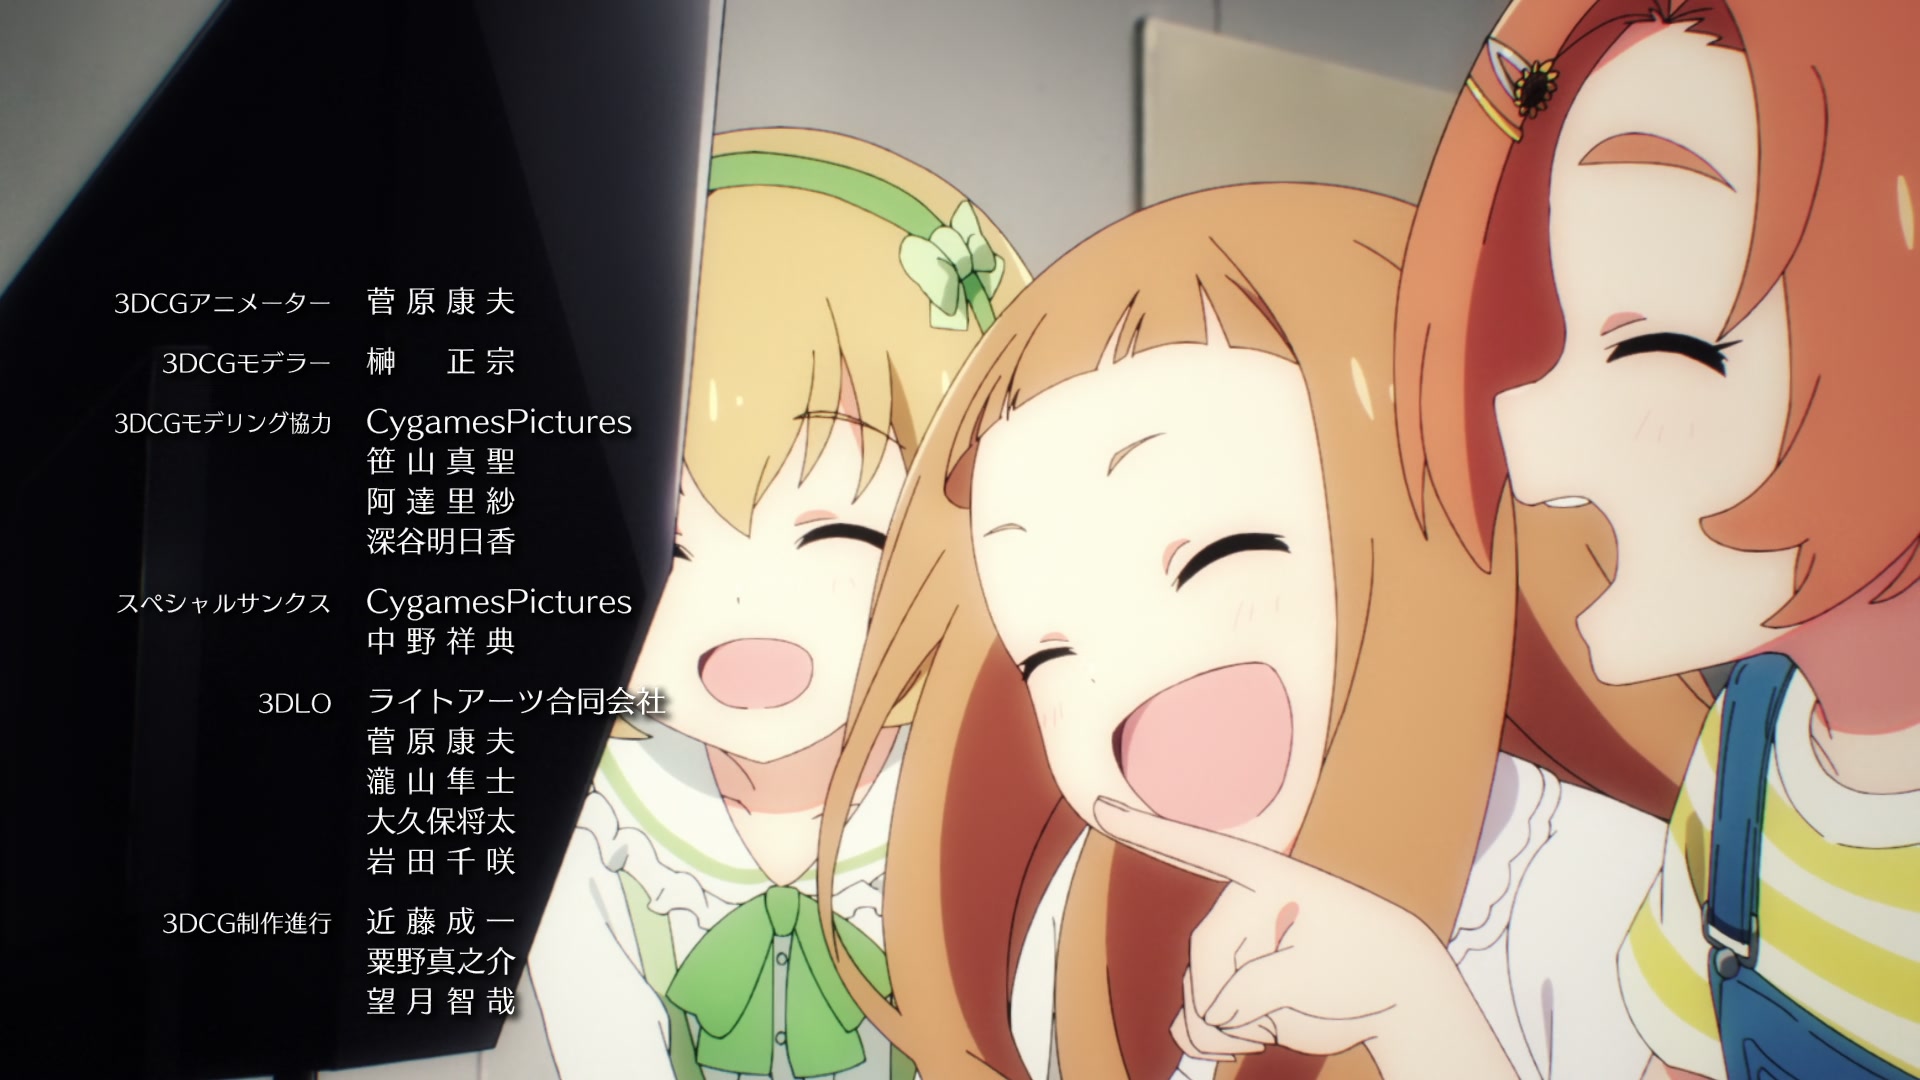 3DCGアニメーター 菅原康夫
3DCGモデラー 榊 正宗
3DCGモデリング協力 CygamesPictures
笹山真聖
阿達里紗
深谷明日香
スペシャルサンクス CygamesPictures
中野祥典
3DLO ライトアーツ合同会社
菅原康夫
瀧山隼士
大久保将太
岩田千咲
3DCG制作進行 近藤成一
粟野真之介
望月智哉